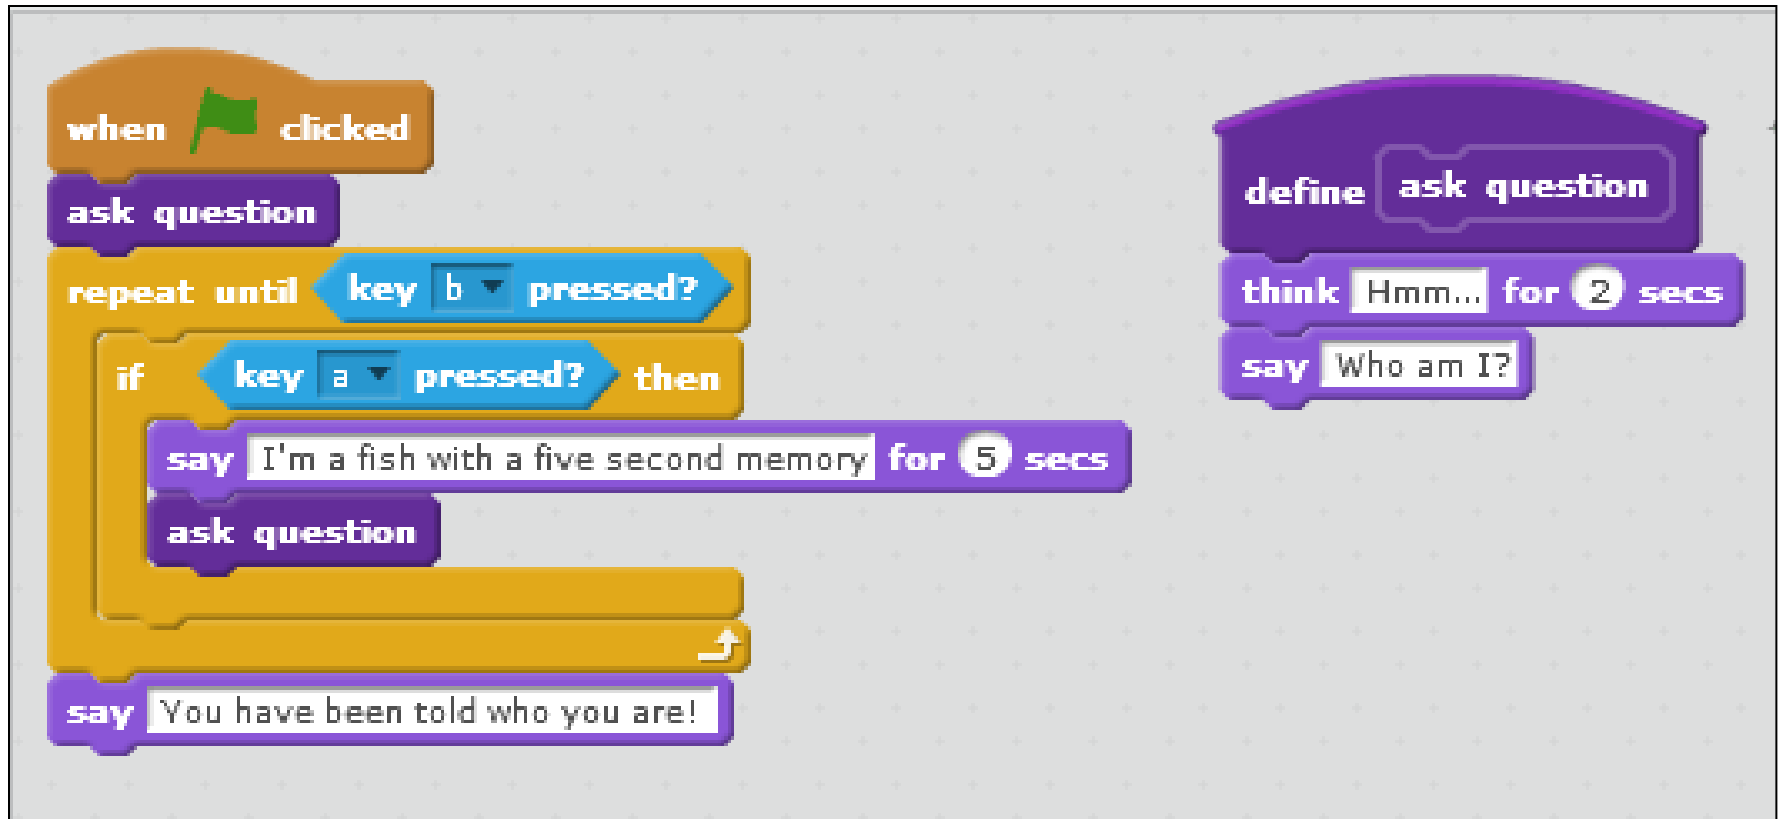 when clicked
ask question
repeat until key b pressed?
if key a pressed? then
say I'm a fish with a five second memory for 5 secs
ask question
say You have been told who you are!
define ask question
think Hmm... for 2 secs
say Who am I?